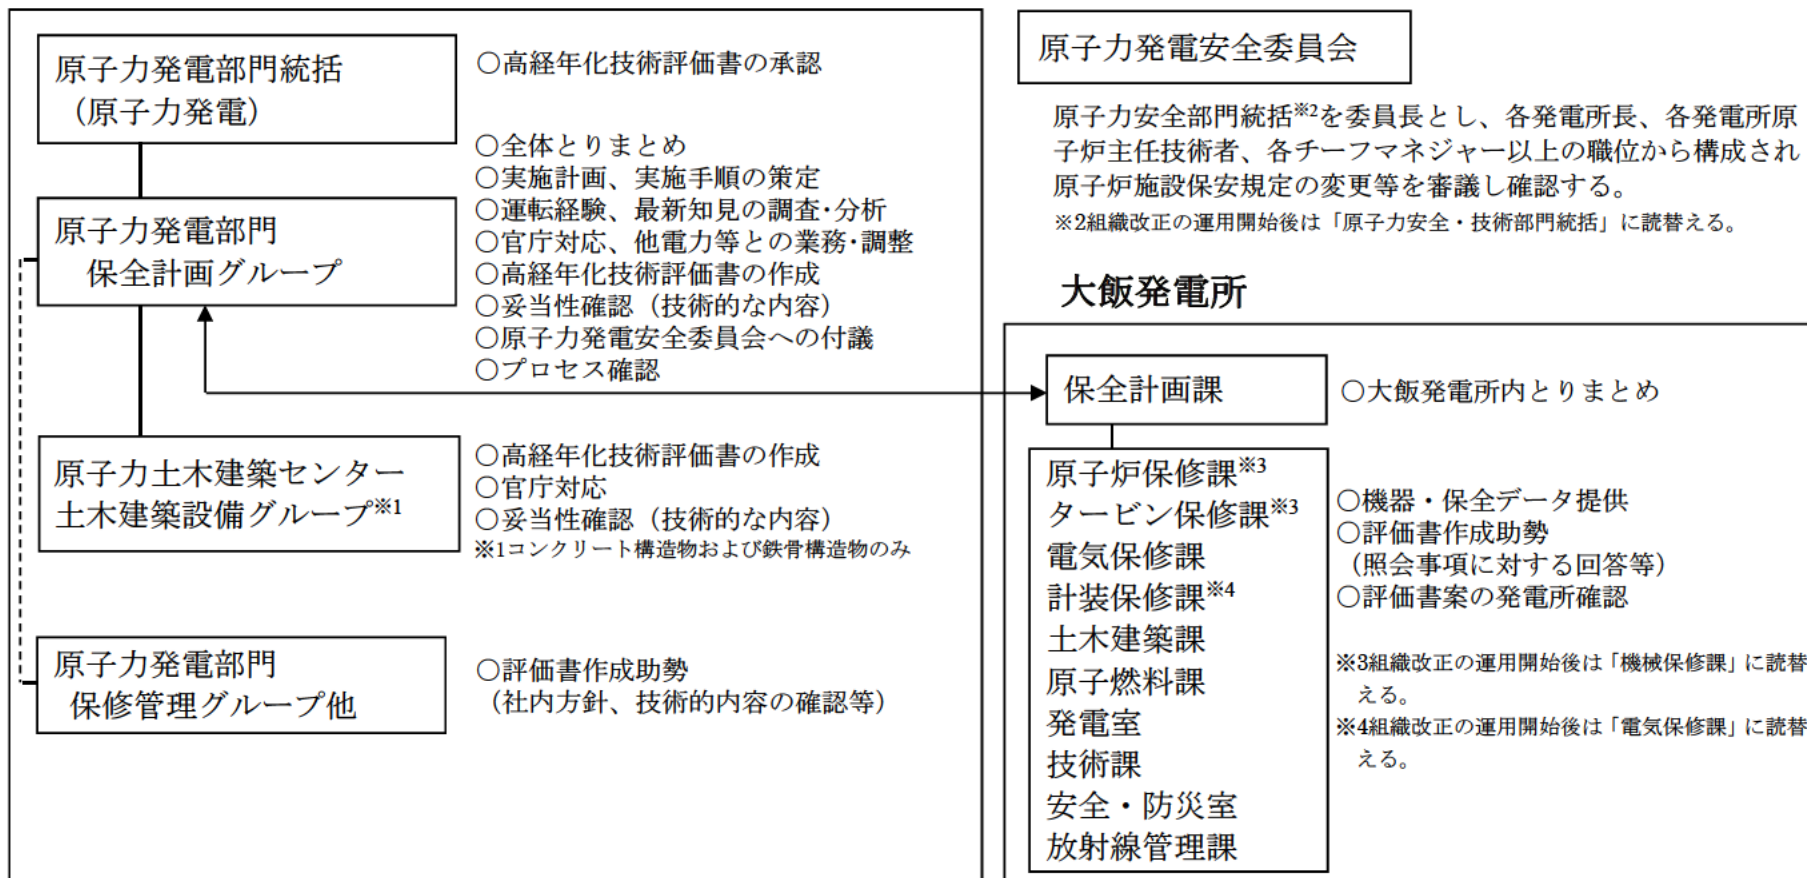 原子力発電部門統括
（原子力発電）
○高経年化技術評価書の承認
原子力発電部門
保全計画グループ
○全体とりまとめ
○実施計画、実施手順の策定
○運転経験、最新知見の調査・分析
○官庁対応、他電力等との業務・調整
○高経年化技術評価書の作成
○妥当性確認（技術的な内容）
○原子力発電安全委員会への付議
○プロセス確認
原子力土木建築センター
土木建築設備グループ※1
○高経年化技術評価書の作成
○官庁対応
○妥当性確認（技術的な内容）
※1コンクリート構造物および鉄骨構造物のみ
原子力発電部門
保修管理グループ他
○評価書作成助勢
（社内方針、技術的内容の確認等）
原子力発電安全委員会
原子力安全部門統括※2を委員長とし、各発電所長、各発電所原
子炉主任技術者、各チーフマネジャー以上の職位から構成され
原子炉施設保安規定の変更等を審議し確認する。
※2組織改正の運用開始後は「原子力安全・技術部門統括」に読替える。
大飯発電所
保全計画課
○大飯発電所内とりまとめ
原子炉保修課※3
タービン保修課※3
電気保修課
計装保修課※4
土木建築課
原子燃料課
発電室
技術課
安全・防災室
放射線管理課
○機器・保全データ提供
○評価書作成助勢
（照会事項に対する回答等）
○評価書案の発電所確認
※3組織改正の運用開始後は「機械保修課」に読替
える。
※4組織改正の運用開始後は「電気保修課」に読替
える。